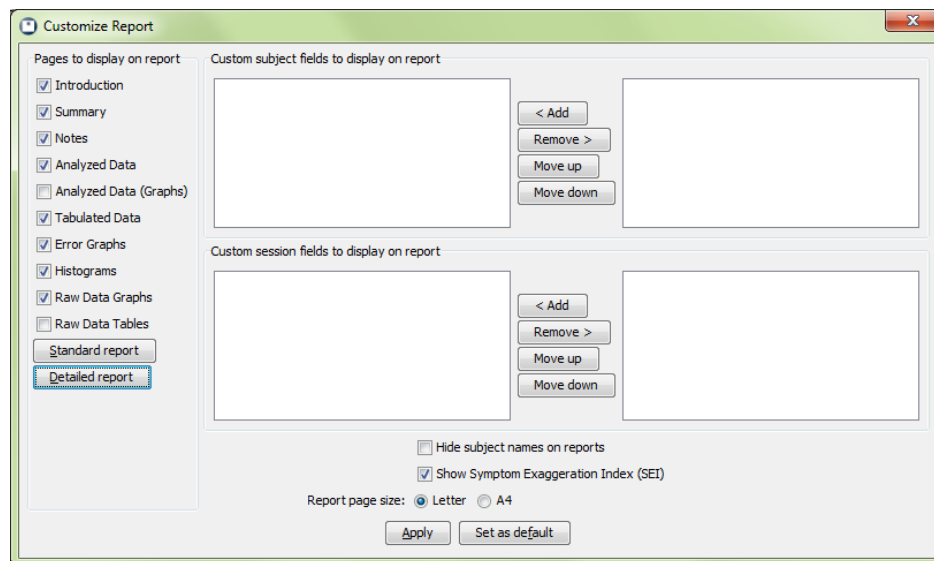 Customize Report
X
Pages to display on report
Introduction
Summary
Notes
Analyzed Data
Analyzed Data (Graphs)
Tabulated Data
Error Graphs
Histograms
Raw Data Graphs
Raw Data Tables
Standard report
Detailed report
Custom subject fields to display on report
< Add
Remove >
Move up
Move down
Custom session fields to display on report
< Add
Remove >
Move up
Move down
Hide subject names on reports
Show Symptom Exaggeration Index (SEI)
Report page size: Letter A4
Apply Set as default